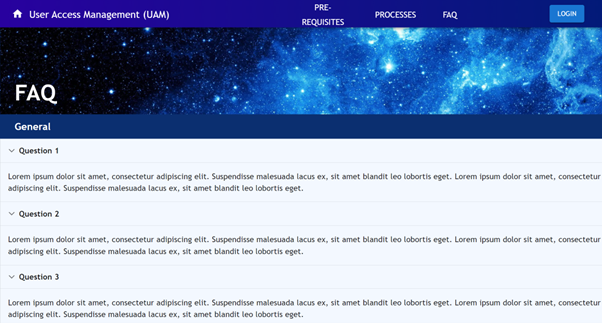 User Access Management (UAM)
PRE-
REQUISITES
PROCESSES
FAQ
LOGIN
FAQ
General
Question 1
Lorem ipsum dolor sit amet, consectetur adipiscing elit. Suspendisse malesuada lacus ex, sit amet blandit leo lobortis eget. Lorem ipsum dolor sit amet, consectetur
adipiscing elit. Suspendisse malesuada lacus ex, sit amet blandit leo lobortis eget.
Question 2
Lorem ipsum dolor sit amet, consectetur adipiscing elit. Suspendisse malesuada lacus ex, sit amet blandit leo lobortis eget. Lorem ipsum dolor sit amet, consectetur
adipiscing elit. Suspendisse malesuada lacus ex, sit amet blandit leo lobortis eget.
Question 3
Lorem ipsum dolor sit amet, consectetur adipiscing elit. Suspendisse malesuada lacus ex, sit amet blandit leo lobortis eget. Lorem ipsum dolor sit amet, consectetur
adipiscing elit. Suspendisse malesuada lacus ex, sit amet blandit leo lobortis eget.